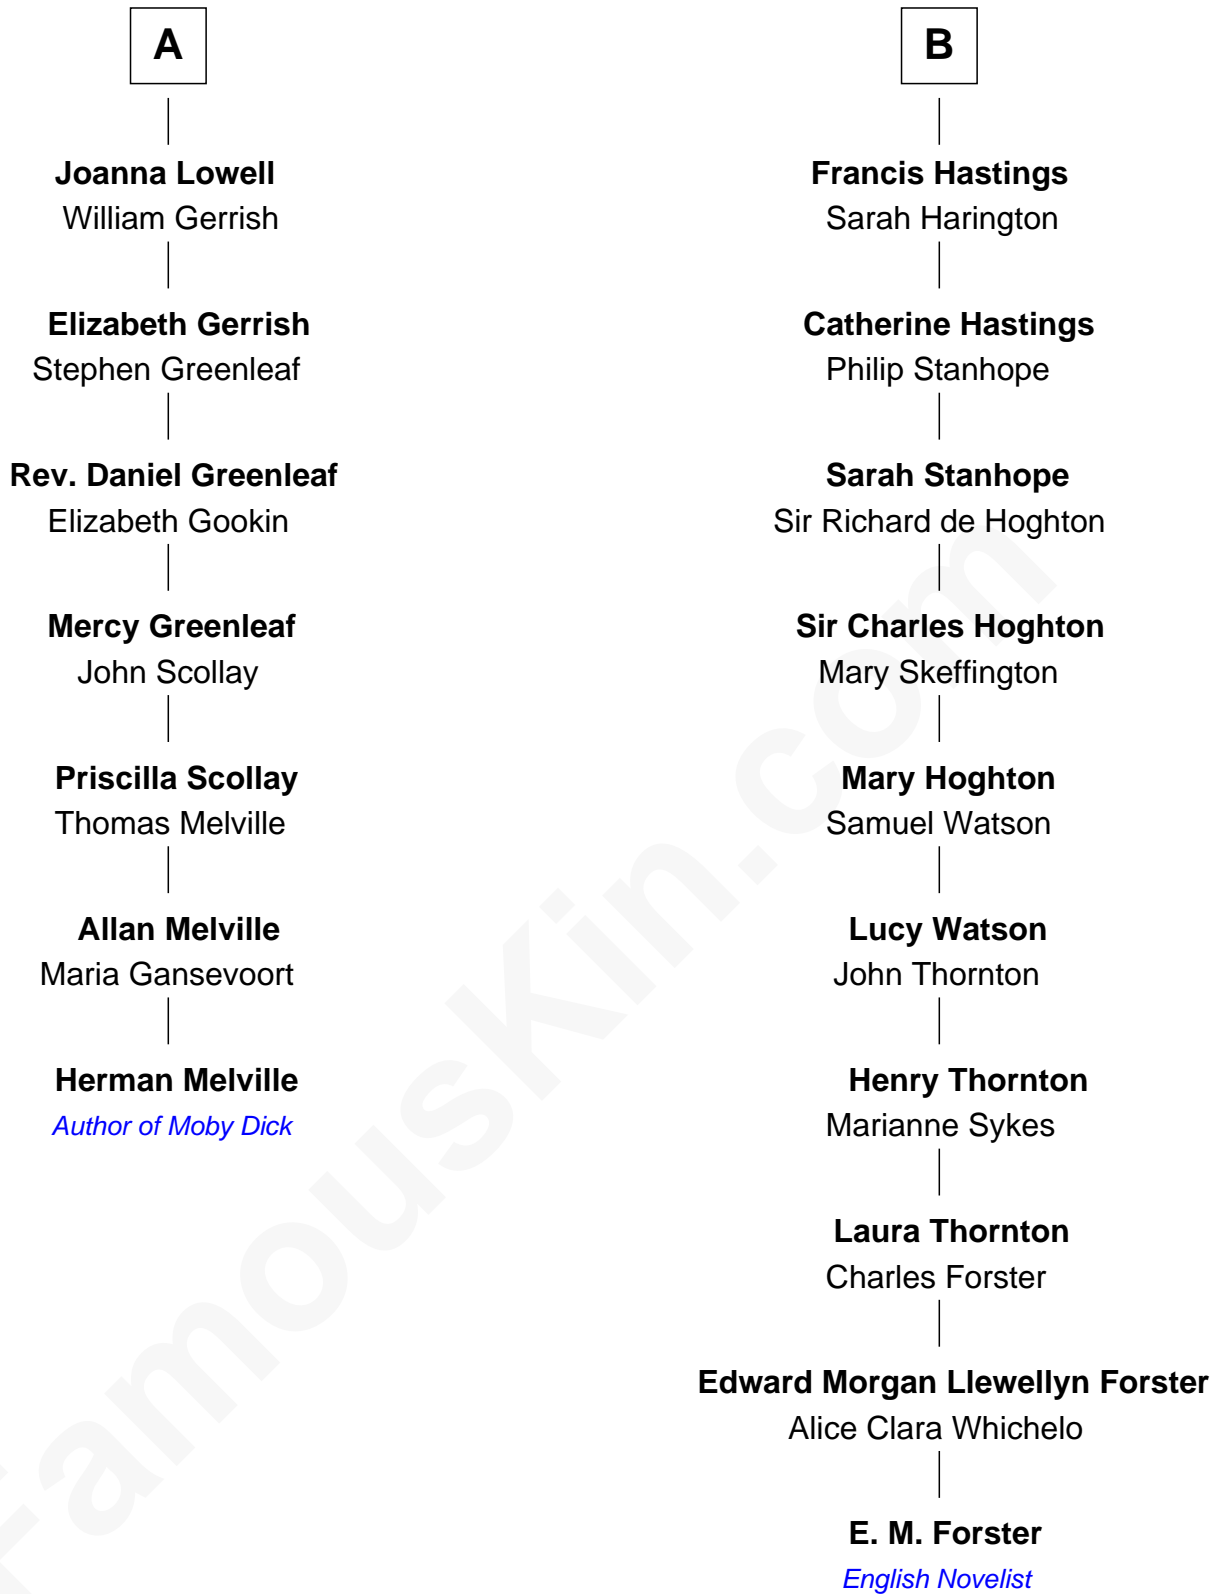 A
Joanna Lowell
William Gerrish
Elizabeth Gerrish
Stephen Greenleaf
Rev. Daniel Greenleaf
Elizabeth Gookin
Mercy Greenleaf
John Scollay
Priscilla Scollay
Thomas Melville
Allan Melville
Maria Gansevoort
Herman Melville
Author of Moby Dick
B
Francis Hastings
Sarah Harington
Catherine Hastings
Philip Stanhope
Sarah Stanhope
Sir Richard de Hoghton
Sir Charles Hoghton
Mary Skeffington
Mary Hoghton
Samuel Watson
Lucy Watson
John Thornton
Henry Thornton
Marianne Sykes
Laura Thornton
Charles Forster
Edward Morgan Llewellyn Forster
Alice Clara Whichelo
E. M. Forster
English Novelist
FamousKin.com